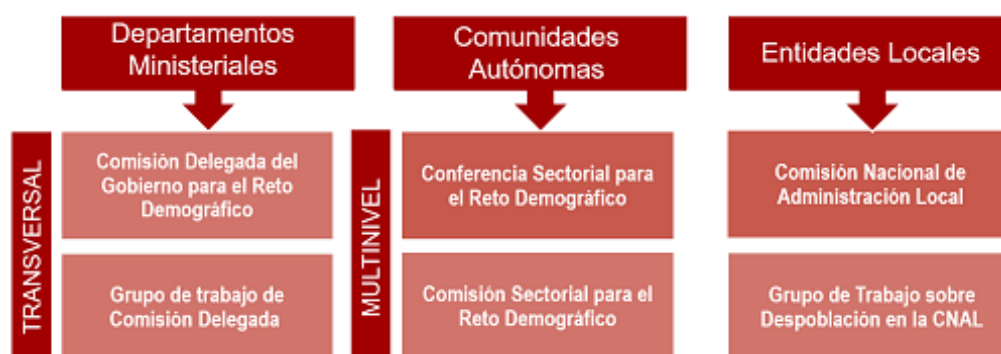 Departamentos
Ministeriales
Comunidades
Autónomas
Entidades Locales
TRANSVERSAL
Comisión Delegada del
Gobierno para el Reto
Demográfico
Grupo de trabajo de
Comisión Delegada
MULTINIVEL
Conferencia Sectorial para
el Reto Demográfico
Comisión Sectorial para el
Reto Demográfico
Comisión Nacional de
Administración Local
Grupo de Trabajo sobre
Despoblación en la CNAL